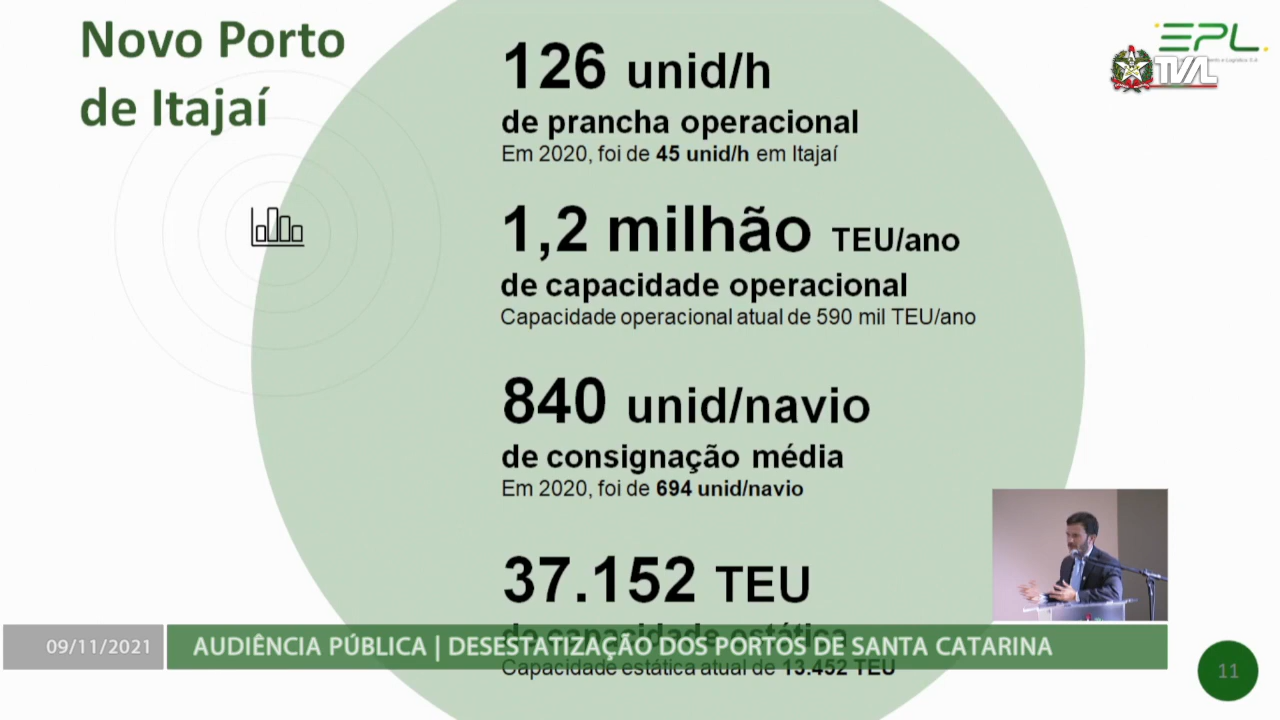 Novo Porto
de Itajaí
EPL
TVAL
126 unid/h
de prancha operacional
Em 2020, foi de 45 unid/h em Itajaí
1,2 milhão TEU/ano
de capacidade operacional
Capacidade operacional atual de 590 mil TEU/ano
840 unid/navio
de consignação média
Em 2020, foi de 694 unid/navio
37.152 TEU
de capacidade estática
09/11/2021
AUDIÊNCIA PÚBLICA | DESESTATIZAÇÃO DOS PORTOS DE SANTA CATARINA
Capacidade estática atual de 13.452 TEU
11